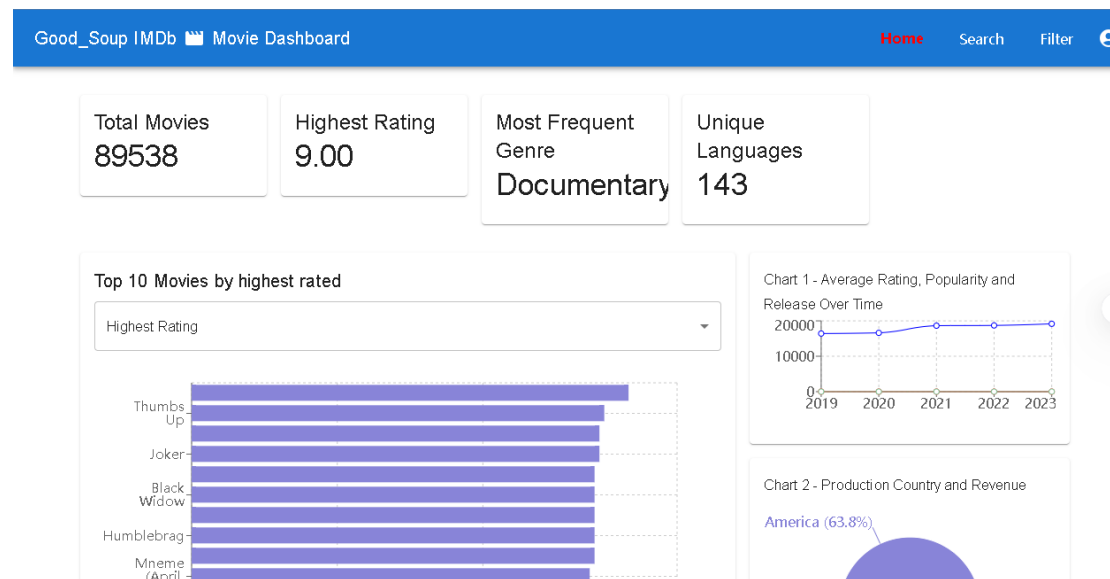 Good_Soup IMDb 🎬 Movie Dashboard
Home Search Filter
Total Movies
89538
Highest Rating
9.00
Most Frequent
Genre
Documentary
Unique
Languages
143
Top 10 Movies by highest rated
Highest Rating
Thumbs
Up
Joker
Black
Widow
Humblebrag
Mneme
(April
Chart 1 - Average Rating, Popularity and
Release Over Time
20000
10000
0
2019 2020 2021 2022 2023
Chart 2 - Production Country and Revenue
America (63.8%)